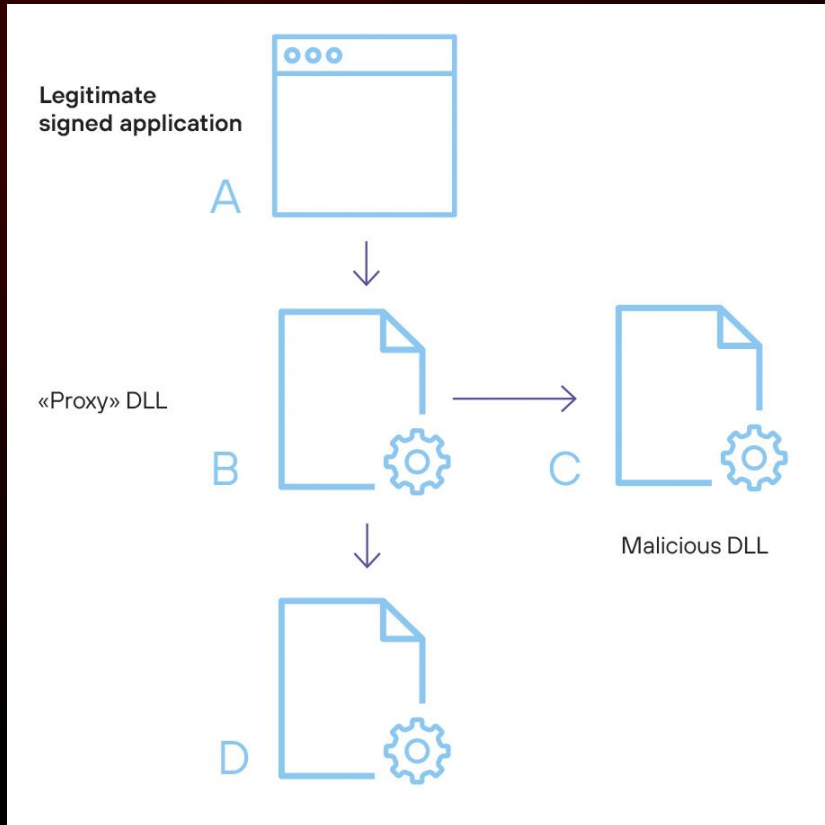 Legitimate
signed application
A
«Proxy» DLL
B
C
Malicious DLL
D